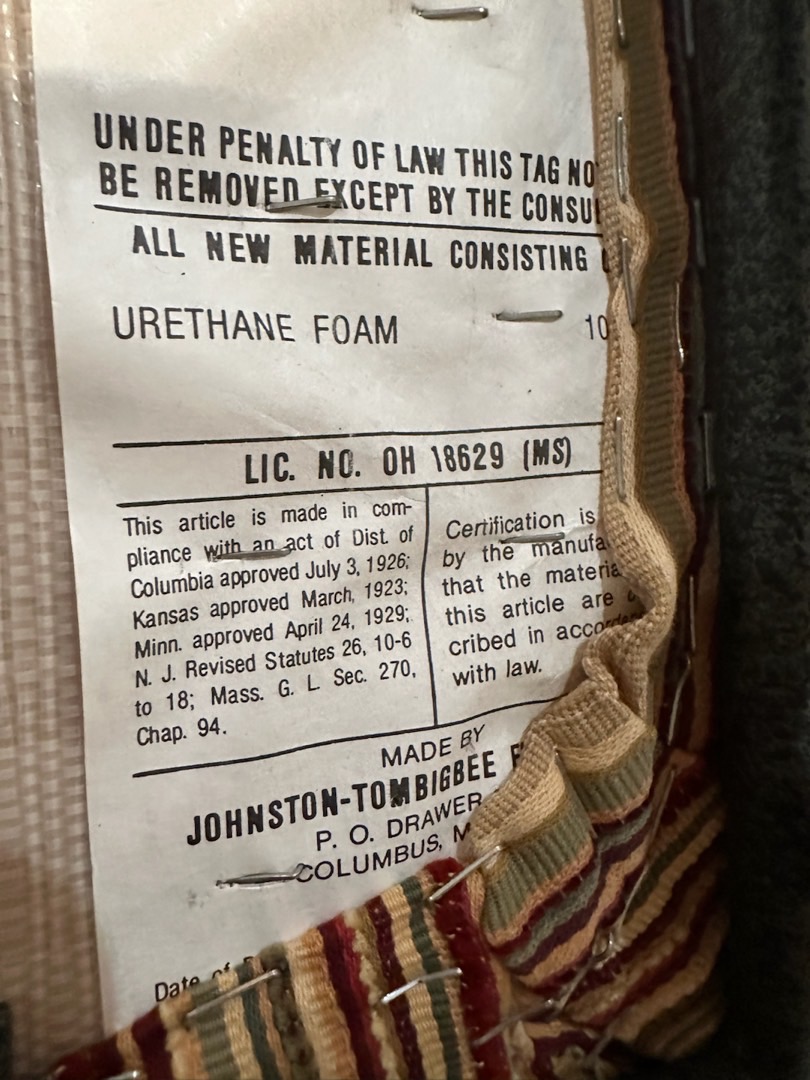 UNDER PENALTY OF LAW THIS TAG NO
BE REMOVED EXCEPT BY THE CONSU
ALL NEW MATERIAL CONSISTING
URETHANE FOAM 10
LIC. NO. OH 18629 (MS)
This article is made in com-
pliance with an act of Dist. of
Columbia approved July 3, 1926;
Kansas approved March, 1923;
Minn. approved April 24, 1929;
N. J. Revised Statutes 26, 10-6
to 18; Mass. G. L. Sec. 270,
Chap. 94.
Certification is
by the manufa
that the materia
this article are
cribed in accorda
with law.
MADE BY
JOHNSTON-TOMBIGBEE F
P. O. DRAWER
COLUMBUS, M
Date of